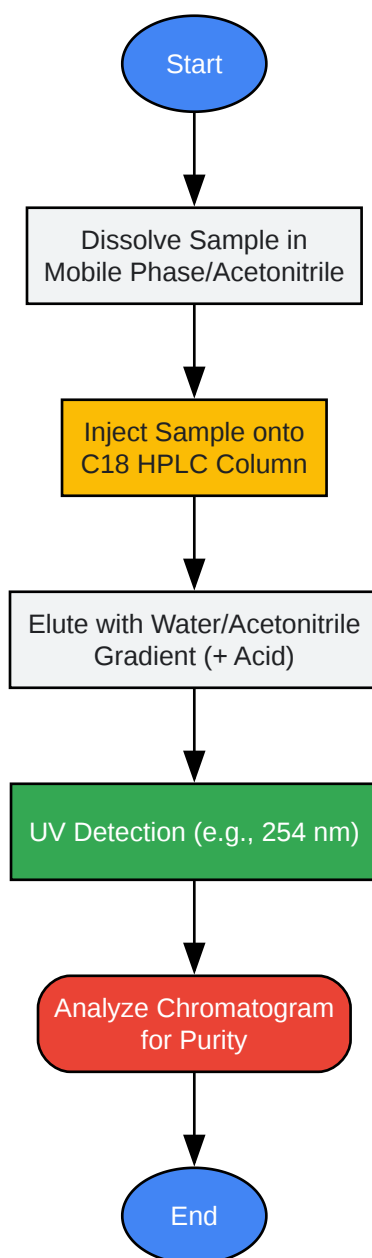 Start
Dissolve Sample in
Mobile Phase/Acetonitrile
Inject Sample onto
C18 HPLC Column
Elute with Water/Acetonitrile
Gradient (+ Acid)
UV Detection (e.g., 254 nm)
Analyze Chromatogram
for Purity
End